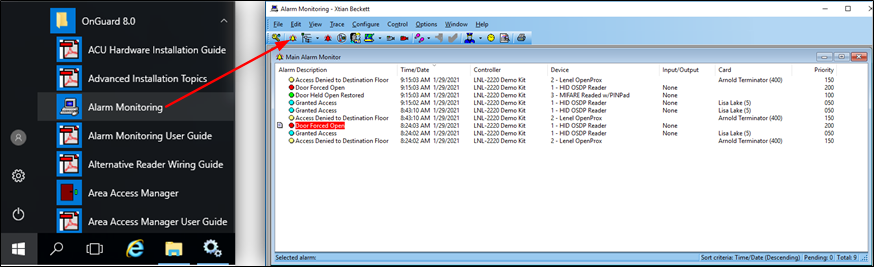 OnGuard 8.0
ACU Hardware Installation Guide
Advanced Installation Topics
Alarm Monitoring
Alarm Monitoring User Guide
Alternative Reader Wiring Guide
Area Access Manager
Area Access Manager User Guide
Alarm Monitoring - Xtian Beckett
File Edit View Trace Configure Control Options Window Help
Main Alarm Monitor
Alarm Description Time/Date Controller Device Input/Output Card Priority
Access Denied to Destination Floor 9:15:03 AM 1/29/2021 LNL-2220 Demo Kit 2 - Lenel OpenProx Arnold Terminator (400) 150
Door Forced Open 9:15:03 AM 1/29/2021 LNL-2220 Demo Kit 1 - HID OSDP Reader None 200
Door Held Open Restored 9:15:03 AM 1/29/2021 LNL-2220 Demo Kit 3 - MIFARE Readed w/PINPad None 100
Granted Access 9:15:03 AM 1/29/2021 LNL-2220 Demo Kit 1 - HID OSDP Reader None Lisa Lake (5) 050
Granted Access 8:43:10 AM 1/29/2021 LNL-2220 Demo Kit 1 - HID OSDP Reader None Lisa Lake (5) 050
Access Denied to Destination Floor 8:43:10 AM 1/29/2021 LNL-2220 Demo Kit 2 - Lenel OpenProx Arnold Terminator (400) 150
Door Forced Open 8:24:03 AM 1/29/2021 LNL-2220 Demo Kit 1 - HID OSDP Reader None 200
Granted Access 8:24:02 AM 1/29/2021 LNL-2220 Demo Kit 1 - HID OSDP Reader None Lisa Lake (5) 050
Access Denied to Destination Floor 8:24:02 AM 1/29/2021 LNL-2220 Demo Kit 2 - Lenel OpenProx Arnold Terminator (400) 150
Selected alarm: Sort criteria: Time/Date (Descending) Pending: 0 Total: 9